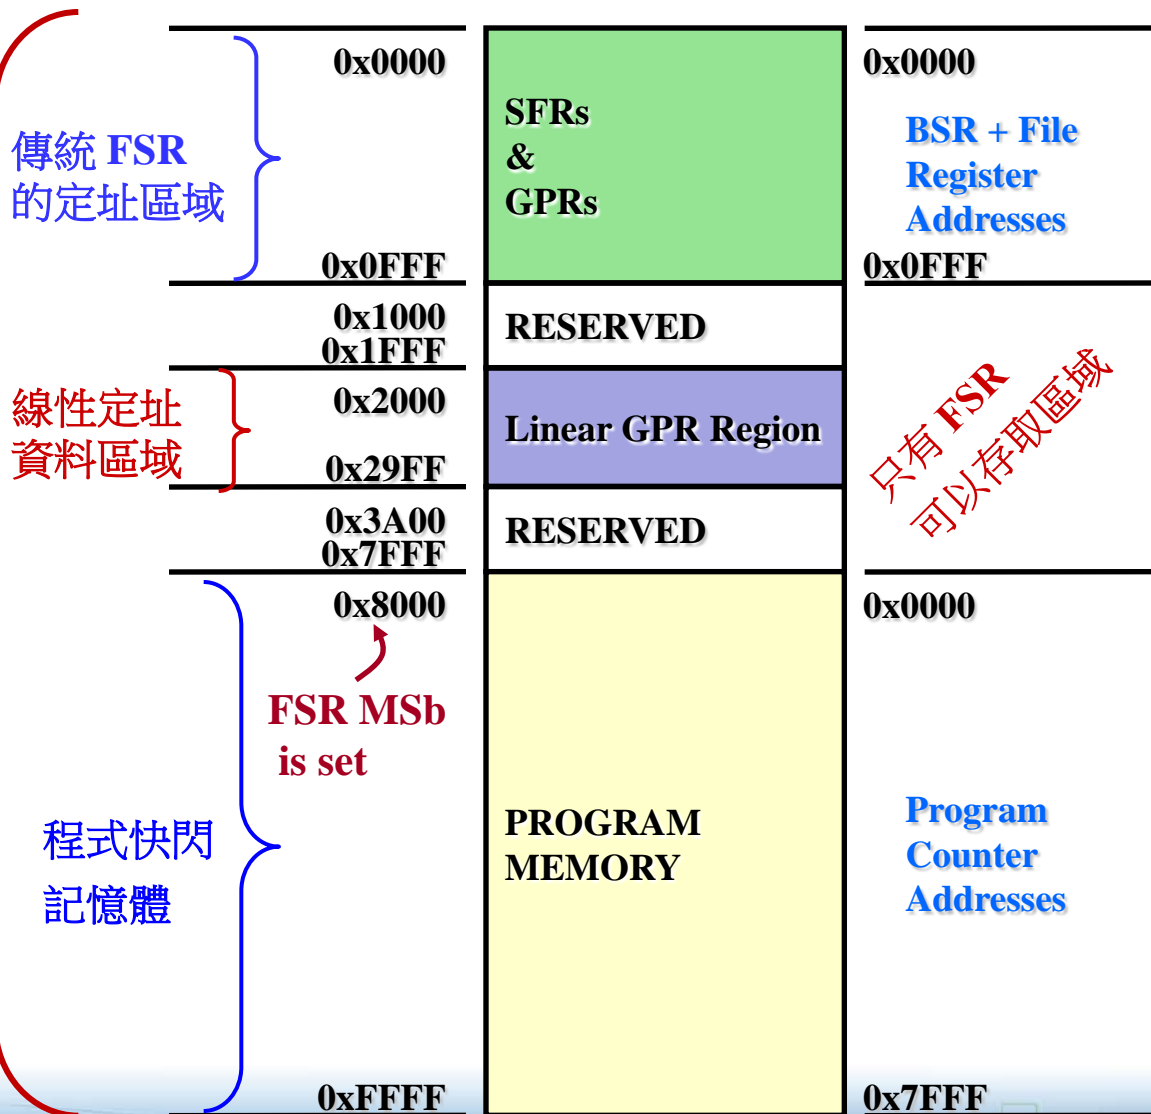 0x0000
0x0000
傳統 FSR
的定址區域
SFRs
&
GPRs
BSR + File
Register
Addresses
0x0FFF
0x0FFF
0x1000
0x1FFF
RESERVED
線性定址
資料區域
0x2000
0x29FF
Linear GPR Region
只有 FSR
可以存取區域
0x3A00
0x7FFF
RESERVED
0x8000
0x0000
FSR MSb
is set
程式快閃
記憶體
PROGRAM
MEMORY
Program
Counter
Addresses
0xFFFF
0x7FFF